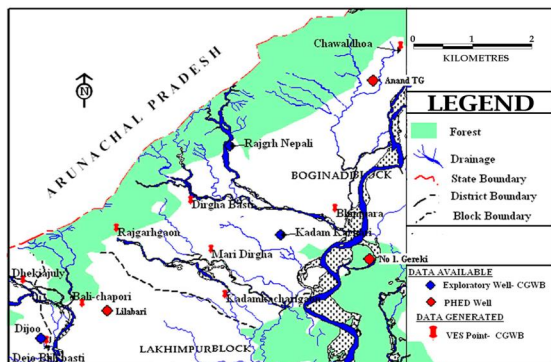 Chawaldhoa
0 1 2
KILOMETRES
Anand TG
ARUNACHAL PRADESH
N
LEGEND
Forest
Drainage
State Boundary
District Boundary
Block Boundary
Rajgrh Nepali
BOGINADI BLOCK
Dirgha Basti
Kadam
Rajgarhgaon
Mari Dirgha
No 1. Gereki
Dhekiajuly
Bali-chapori
Lilabari
Dijoo
LAKHIMPUR BLOCK
DATA AVAILABLE
Exploratory Well- CGWB
PHED Well
DATA GENERATED
VES Point- CGWB